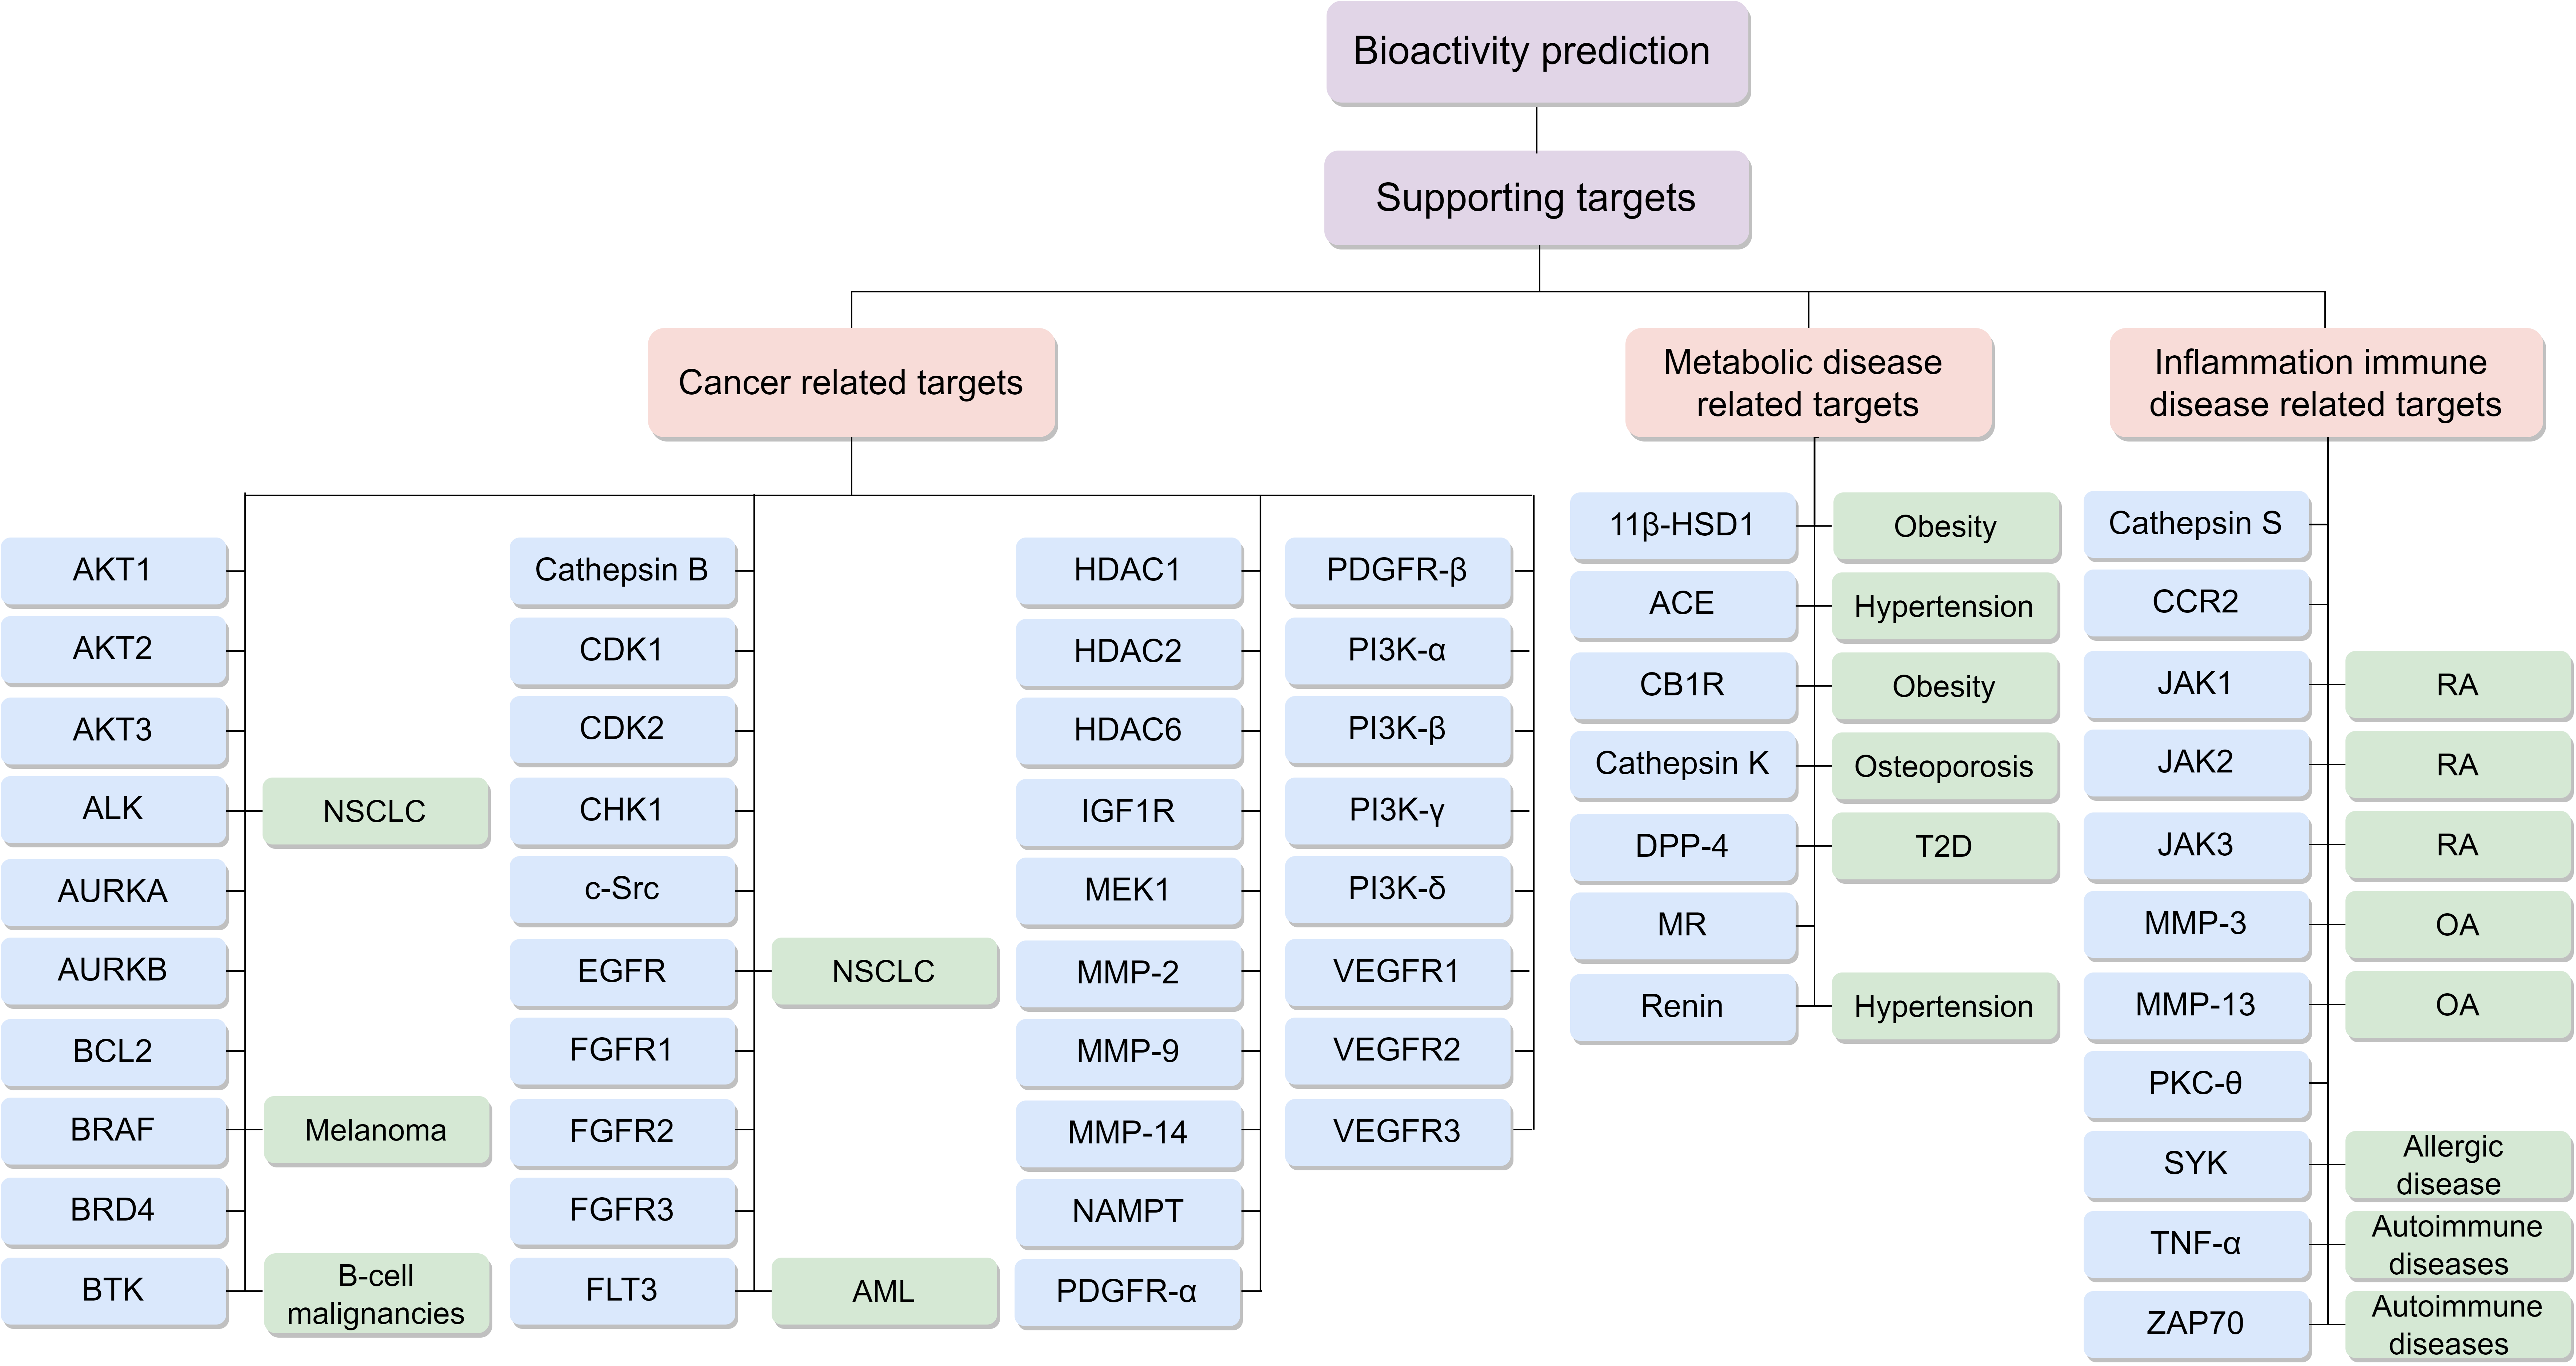 Bioactivity prediction
Supporting targets
Cancer related targets
Metabolic disease
related targets
Inflammation immune
disease related targets
AKT1
AKT2
AKT3
ALK
NSCLC
AURKA
AURKB
BCL2
BRAF
Melanoma
BRD4
BTK
B-cell
malignancies
Cathepsin B
CDK1
CDK2
CHK1
c-Src
EGFR
NSCLC
FGFR1
FGFR2
FGFR3
FLT3
AML
HDAC1
HDAC2
HDAC6
IGF1R
MEK1
MMP-2
MMP-9
MMP-14
NAMPT
PDGFR-α
PDGFR-β
PI3K-α
PI3K-β
PI3K-γ
PI3K-δ
VEGFR1
VEGFR2
VEGFR3
11β-HSD1
Obesity
ACE
Hypertension
CB1R
Obesity
Cathepsin K
Osteoporosis
DPP-4
T2D
MR
Renin
Hypertension
Cathepsin S
CCR2
JAK1
RA
JAK2
RA
JAK3
RA
MMP-3
OA
MMP-13
OA
PKC-θ
SYK
Allergic
disease
TNF-α
Autoimmune
diseases
ZAP70
Autoimmune
diseases